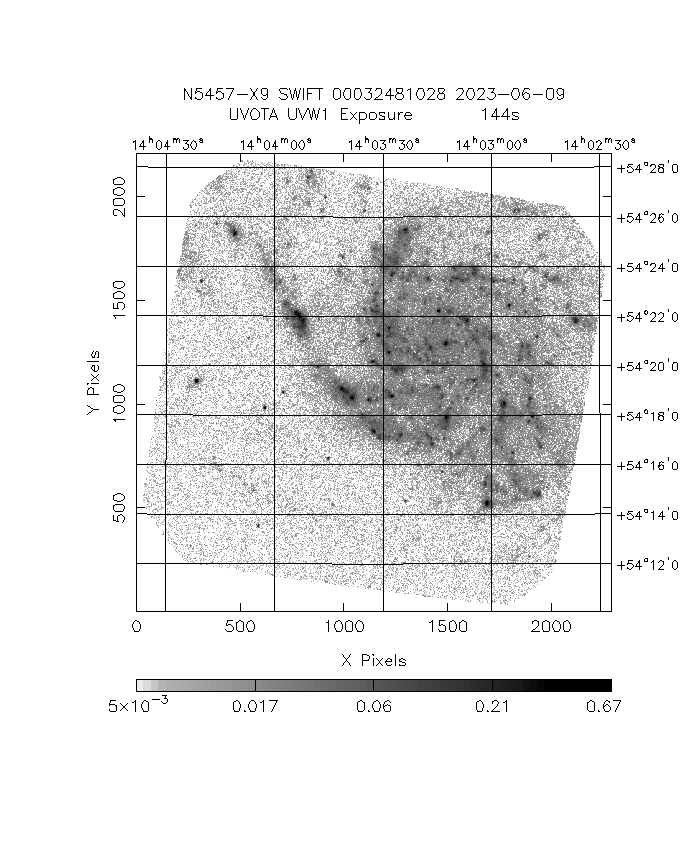 N5457-X9 SWIFT 00032481028 2023-06-09
UVOTA UVW1 Exposure 144s
14ʰ04ᵐ30ˢ 14ʰ04ᵐ00ˢ 14ʰ03ᵐ30ˢ 14ʰ03ᵐ00ˢ 14ʰ02ᵐ30ˢ
+54°28'0
+54°26'0
+54°24'0
+54°22'0
+54°20'0
+54°18'0
+54°16'0
+54°14'0
+54°12'0
2000
1500
1000
500
Y Pixels
0 500 1000 1500 2000
X Pixels
5×10⁻³ 0.017 0.06 0.21 0.67